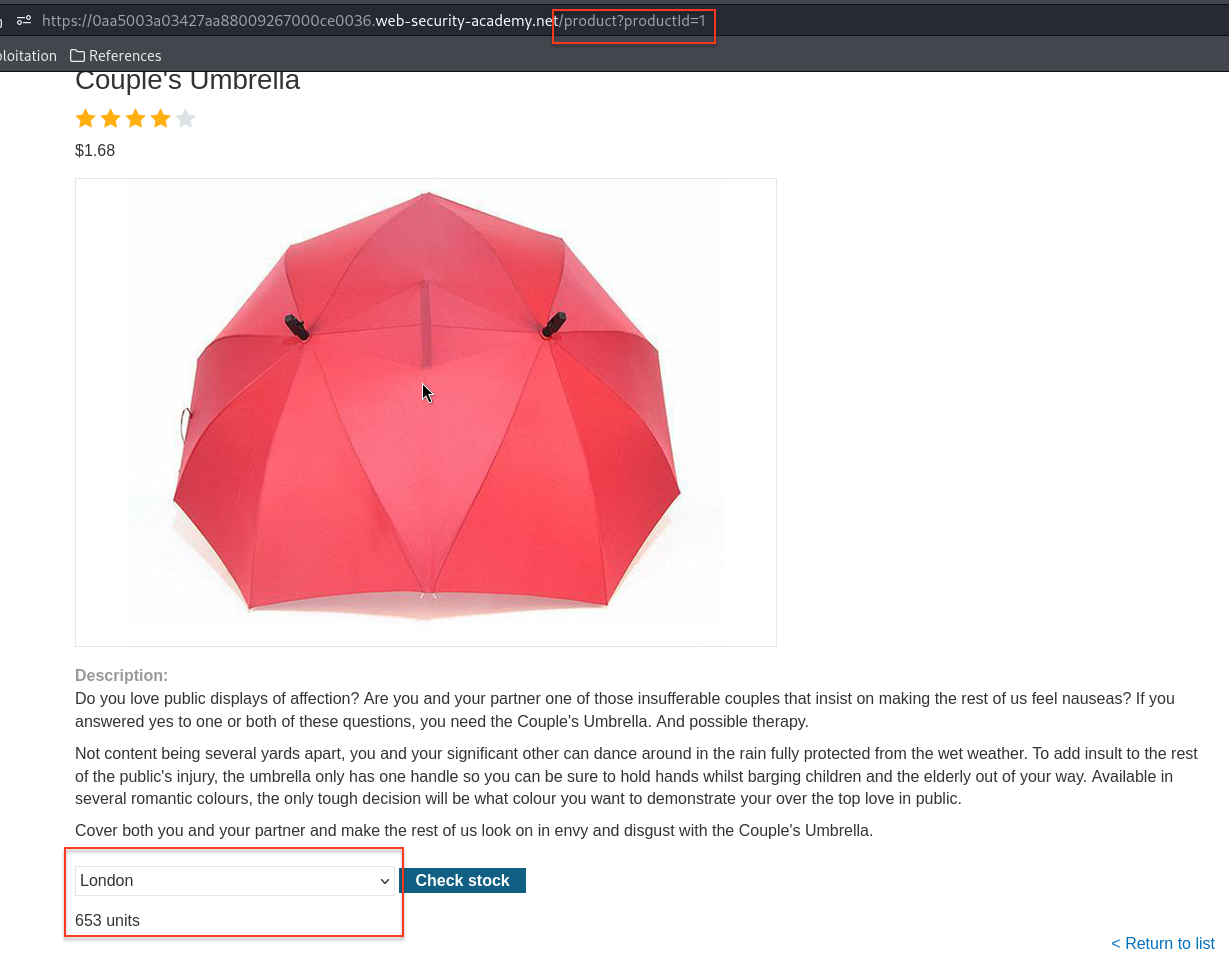 https://0aa5003a03427aa88009267000ce0036.web-security-academy.net/product?productId=1
loitation References
Couple's Umbrella
$1.68
Description:
Do you love public displays of affection? Are you and your partner one of those insufferable couples that insist on making the rest of us feel nauseas? If you
answered yes to one or both of these questions, you need the Couple's Umbrella. And possible therapy.
Not content being several yards apart, you and your significant other can dance around in the rain fully protected from the wet weather. To add insult to the rest
of the public's injury, the umbrella only has one handle so you can be sure to hold hands whilst barging children and the elderly out of your way. Available in
several romantic colours, the only tough decision will be what colour you want to demonstrate your over the top love in public.
Cover both you and your partner and make the rest of us look on in envy and disgust with the Couple's Umbrella.
London Check stock
653 units
< Return to list